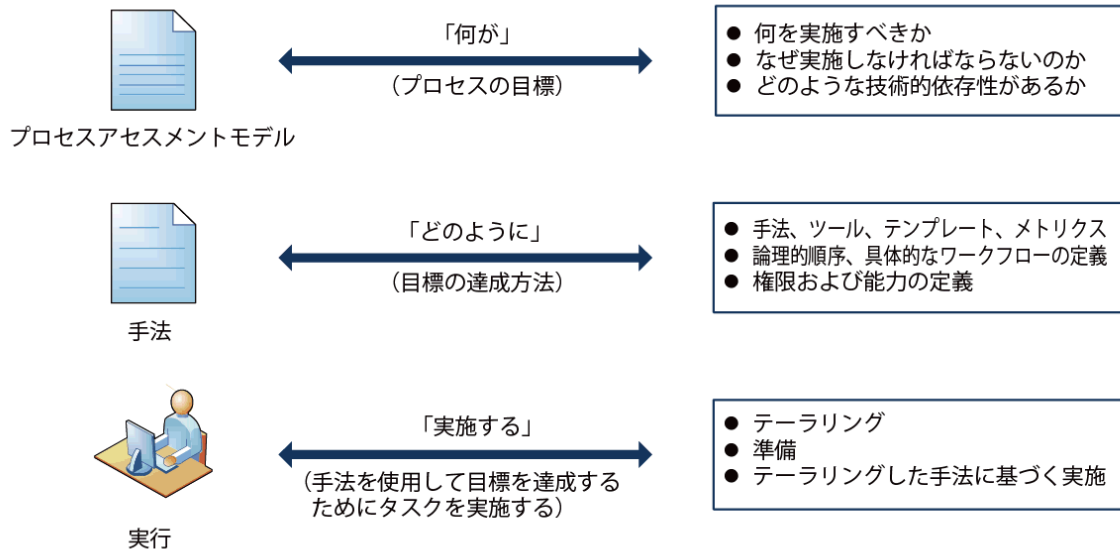 「何が」
(プロセスの目標)
● 何を実施すべきか
● なぜ実施しなければならないのか
● どのような技術的依存性があるか
プロセスアセスメントモデル
「どのように」
(目標の達成方法)
● 手法、ツール、テンプレート、メトリクス
● 論理的順序、具体的なワークフローの定義
● 権限および能力の定義
手法
「実施する」
(手法を使用して目標を達成する
ためにタスクを実施する)
● テーラリング
● 準備
● テーラリングした手法に基づく実施
実行